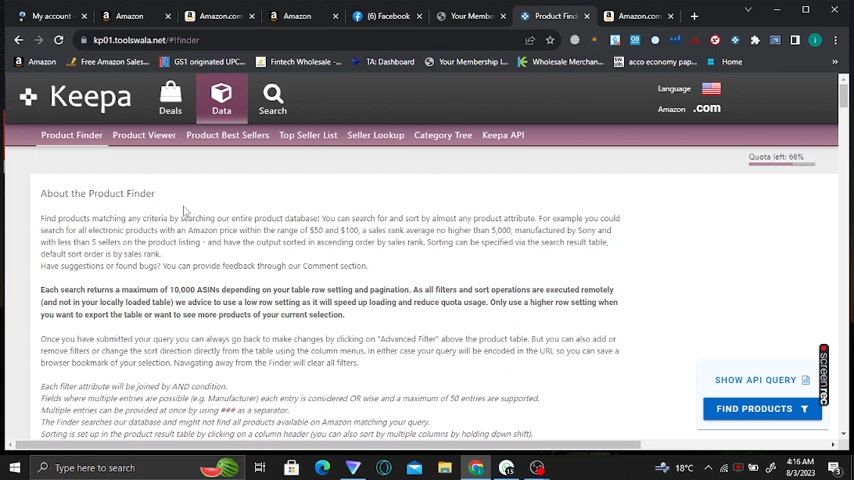 My account -
Amazon
Amazon.com
Amazon
(6) Facebook
Your Membe
Product Find
Amazon.com.
kp01.toolswala.net/#!finder
Amazon
Free Amazon Sales...
GS1 originated UPC...
Fintech Wholesale -...
TA: Dashboard
Your Membership I...
Wholesale Merchan...
acco economy pap...
Home
Keepa
Deals
Data
Search
Language
Amazon .com
Product Finder
Product Viewer
Product Best Sellers
Top Seller List
Seller Lookup
Category Tree
Keepa API
Quota left: 66%
About the Product Finder
Find products matching any criteria by searching our entire product database! You can search for and sort by almost any product attribute. For example you could
search for all electronic products with an Amazon price within the range of $50 and $100, a sales rank average no higher than 5,000, manufactured by Sony and
with less than 5 sellers on the product listing - and have the output sorted in ascending order by sales rank. Sorting can be specified via the search result table,
default sort order is by sales rank.
Have suggestions or found bugs? You can provide feedback through our Comment section.
Each search returns a maximum of 10,000 ASINs depending on your table row setting and pagination. As all filters and sort operations are executed remotely
(and not in your locally loaded table) we advice to use a low row setting as it will speed up loading and reduce quota usage. Only use a higher row setting when
you want to export the table or want to see more products of your current selection.
Once you have submitted your query you can always go back to make changes by clicking on "Advanced Filter" above the product table. But you can also add or
remove filters or change the sort direction directly from the table using the column menus. In either case your query will be encoded in the URL, so you can save a
browser bookmark of your selection. Navigating away from the Finder will clear all filters.
Each filter attribute will be joined by AND condition.
Fields where multiple entries are possible (e.g. Manufacturer) each entry is considered OR wise and a maximum of 50 entries are supported.
Multiple entries can be provided at once by using ### as a separator.
The Finder searches our database and might not find all products available on Amazon matching your query.
Sorting is set up in the product result table by clicking on a column header (you can also sort by multiple columns by holding down shift).
SHOW API QUERY
FIND PRODUCTS
screenrec
Type here to search
18°C
4:16 AM
8/3/2023